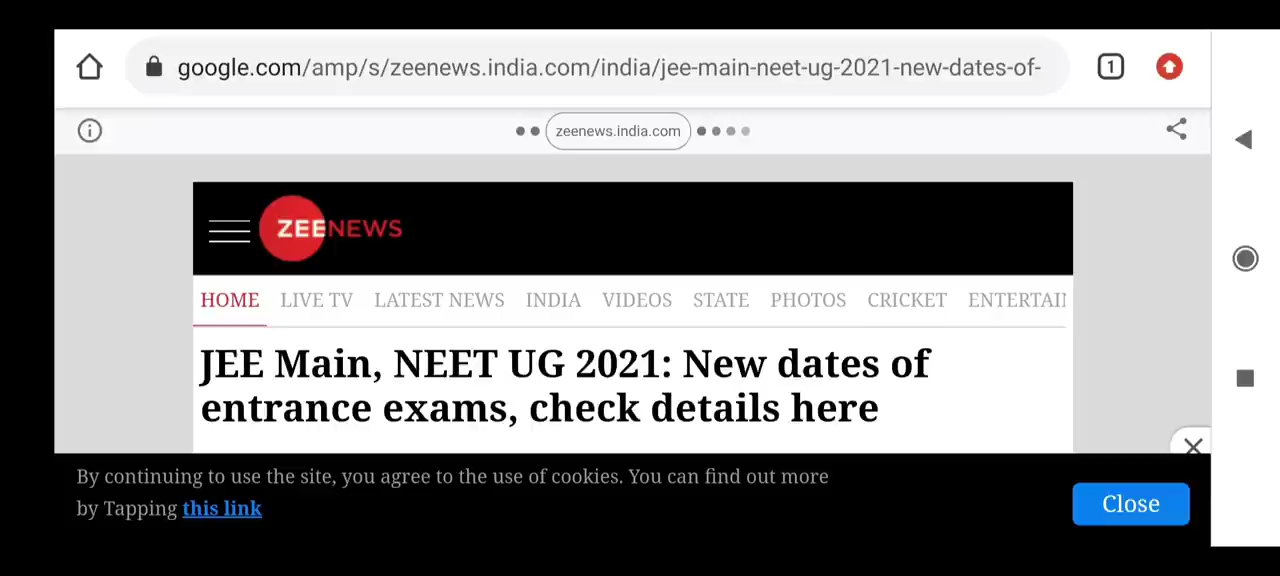 google.com/amp/s/zeenews.india.com/india/jee-main-neet-ug-2021-new-dates-of-
1
zeenews.india.com
ZEENEWS
HOME LIVE TV LATEST NEWS INDIA VIDEOS STATE PHOTOS CRICKET ENTERTAI
JEE Main, NEET UG 2021: New dates of
entrance exams, check details here
By continuing to use the site, you agree to the use of cookies. You can find out more
by Tapping this link
Close